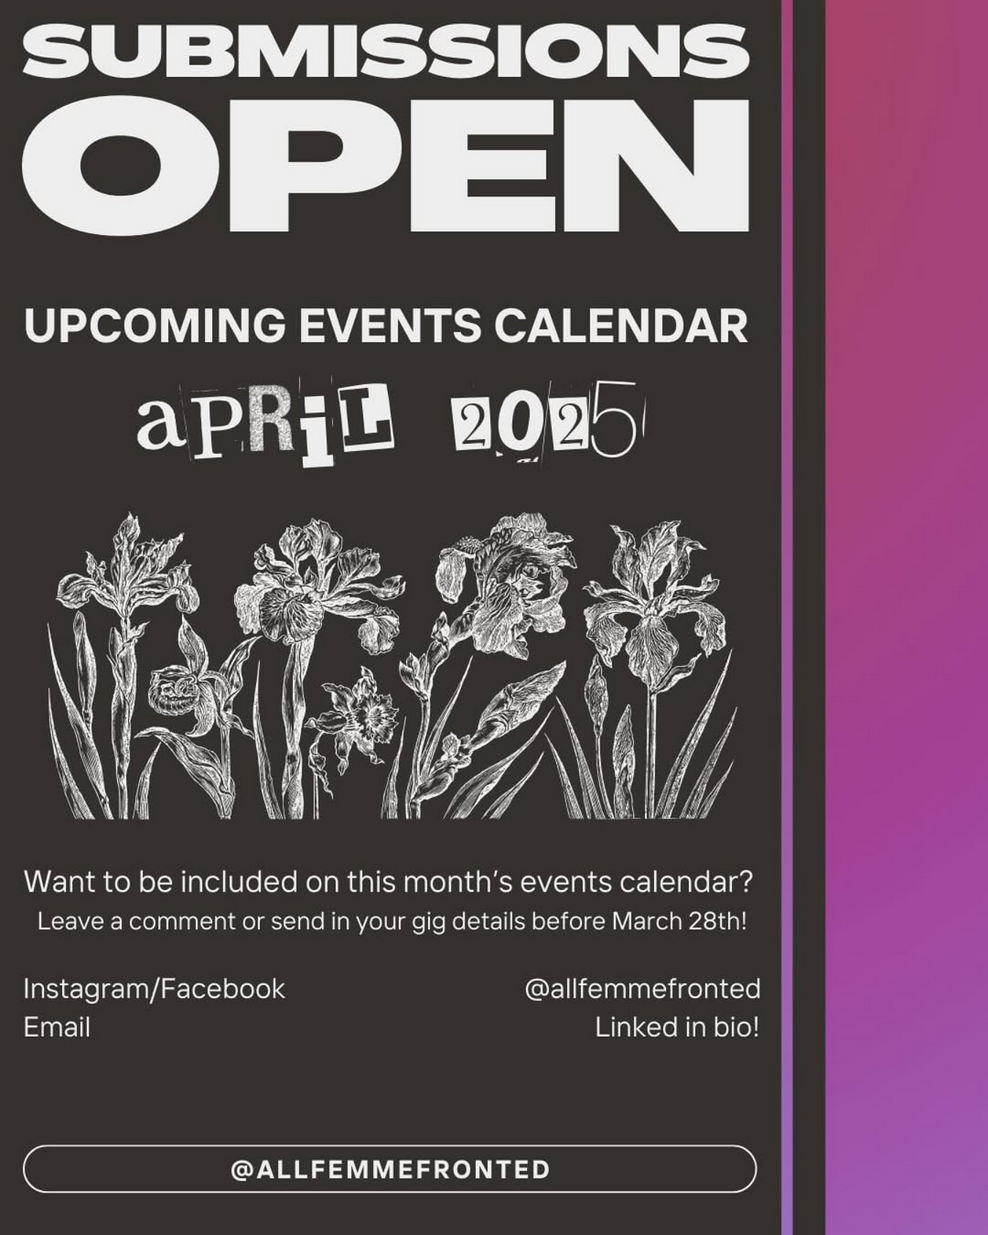 SUBMISSIONS
OPEN
UPCOMING EVENTS CALENDAR
aPRiL 2025
Want to be included on this month’s events calendar?
Leave a comment or send in your gig details before March 28th!
Instagram/Facebook @allfemmefronted
Email Linked in bio!
@ALLFEMMEFRONTED